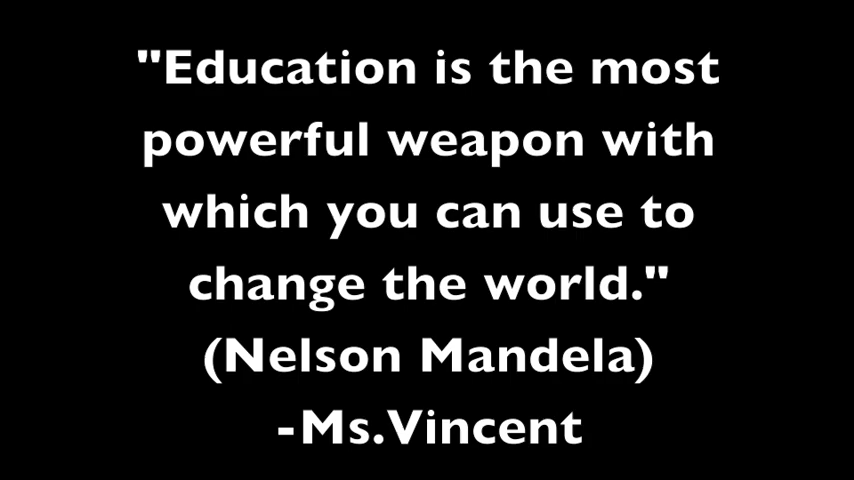 "Education is the most
powerful weapon with
which you can use to
change the world."
(Nelson Mandela)
-Ms.Vincent